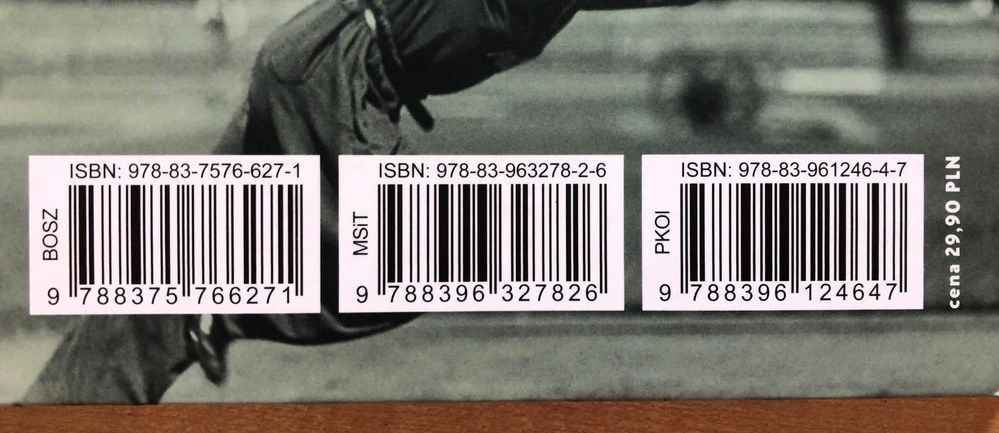 ISBN: 978-83-7576-627-1
BOSZ
9 788375 766271
ISBN: 978-83-963278-2-6
MSiT
9 788396 327826
ISBN: 978-83-961246-4-7
PKOl
9 788396 124647
cena 29,90 PLN